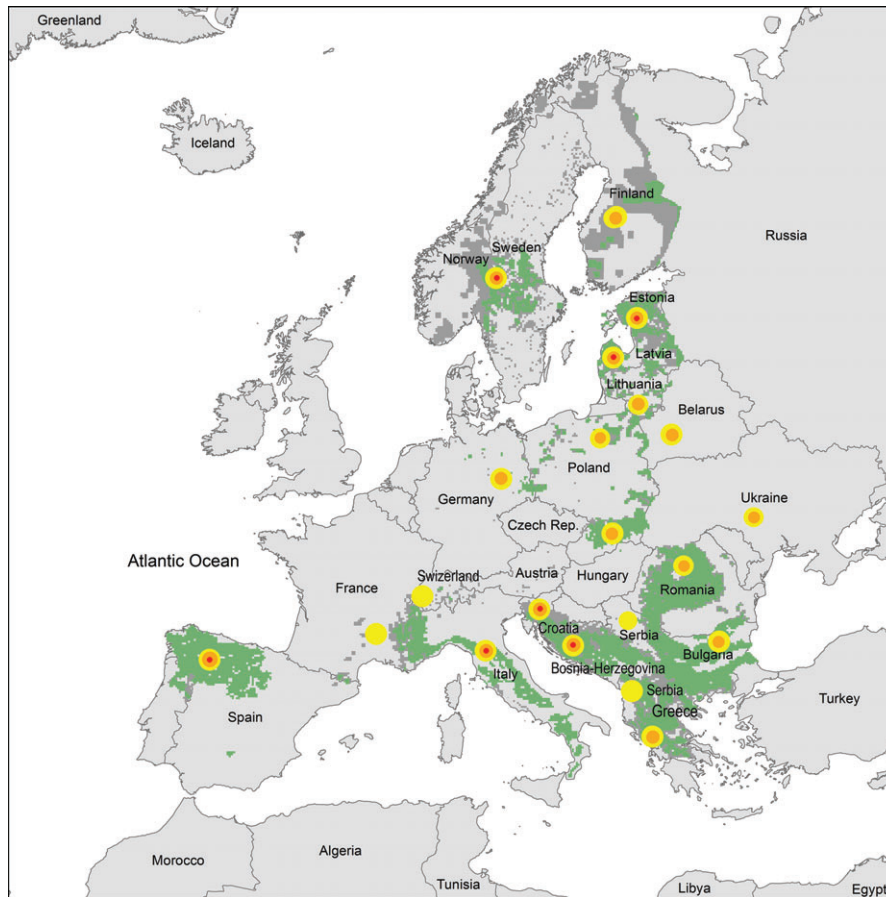 Greenland
Iceland
Finland
Russia
Norway
Sweden
Estonia
Latvia
Lithuania
Belarus
Poland
Germany
Ukraine
Czech Rep.
Atlantic Ocean
Swizerland
Austria
Hungary
France
Romania
Croatia
Serbia
Bulgaria
Bosnia-Herzegovina
Italy
Serbia
Greece
Turkey
Spain
Morocco
Algeria
Tunisia
Libya
Egypt